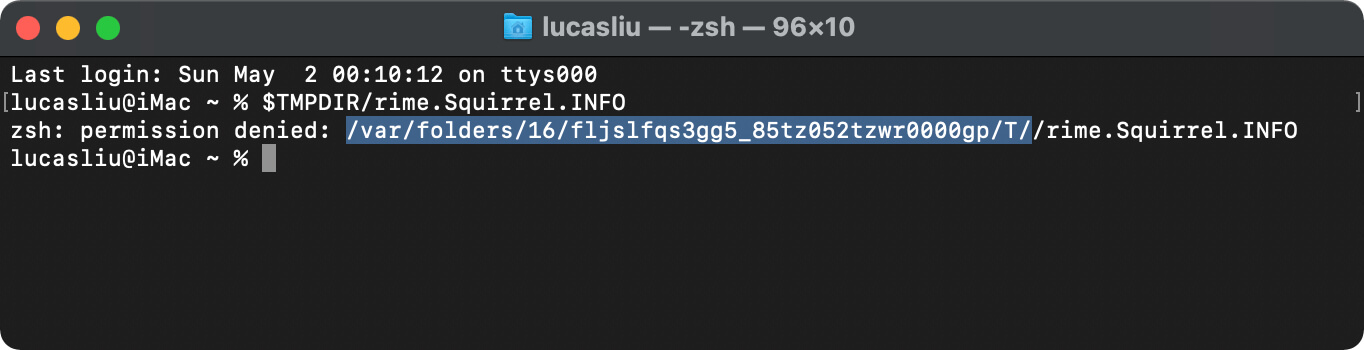 lucasliu — -zsh — 96×10
Last login: Sun May  2 00:10:12 on ttys000
[lucasliu@iMac ~ % $TMPDIR/rime.Squirrel.INFO ]
zsh: permission denied: /var/folders/16/fljslfqs3gg5_85tz052tzwr0000gp/T//rime.Squirrel.INFO
lucasliu@iMac ~ %